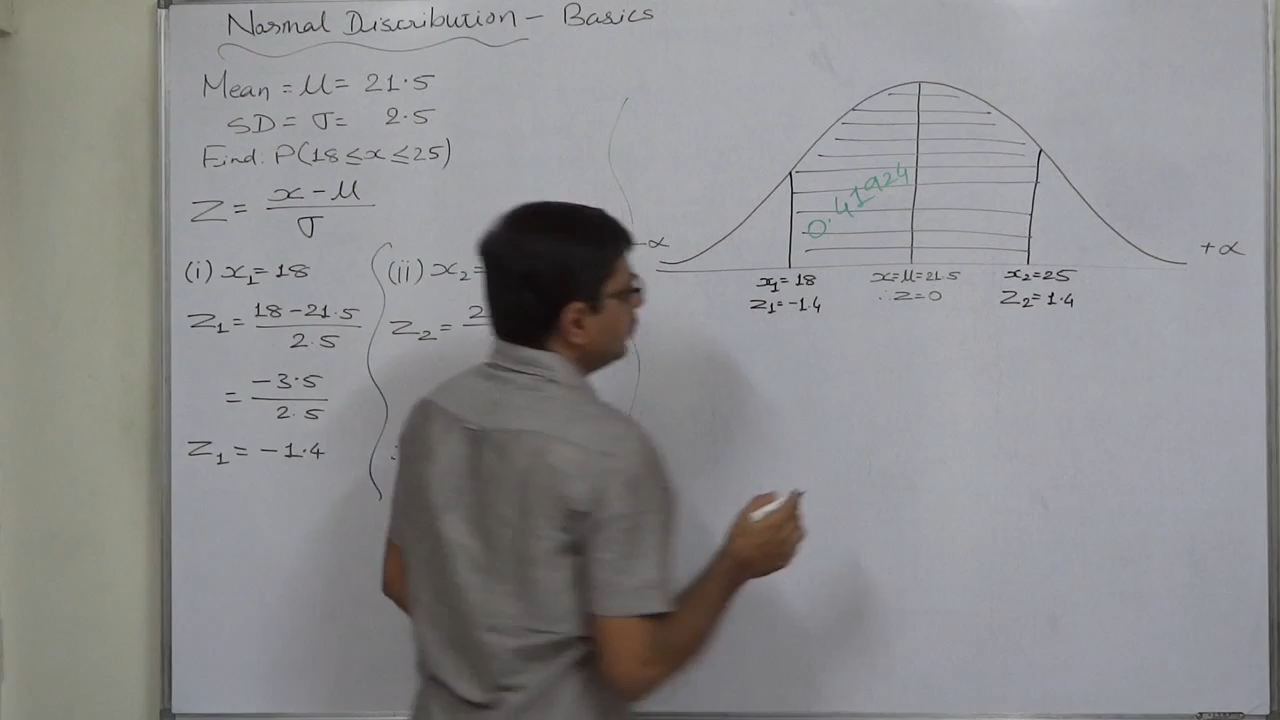 Normal Distribution - Basics
Mean = μ = 21.5
SD = σ = 2.5
Find: P(18 ≤ x ≤ 25)
Z = x - μ / σ
(i) x₁ = 18
Z₁ = 18 - 21.5 / 2.5
= -3.5 / 2.5
Z₁ = -1.4
(ii) x₂ =
Z₂ = 2
0.41924
-α
+α
x₁ = 18
Z₁ = -1.4
x = μ = 21.5
∴ Z = 0
x₂ = 25
Z₂ = 1.4